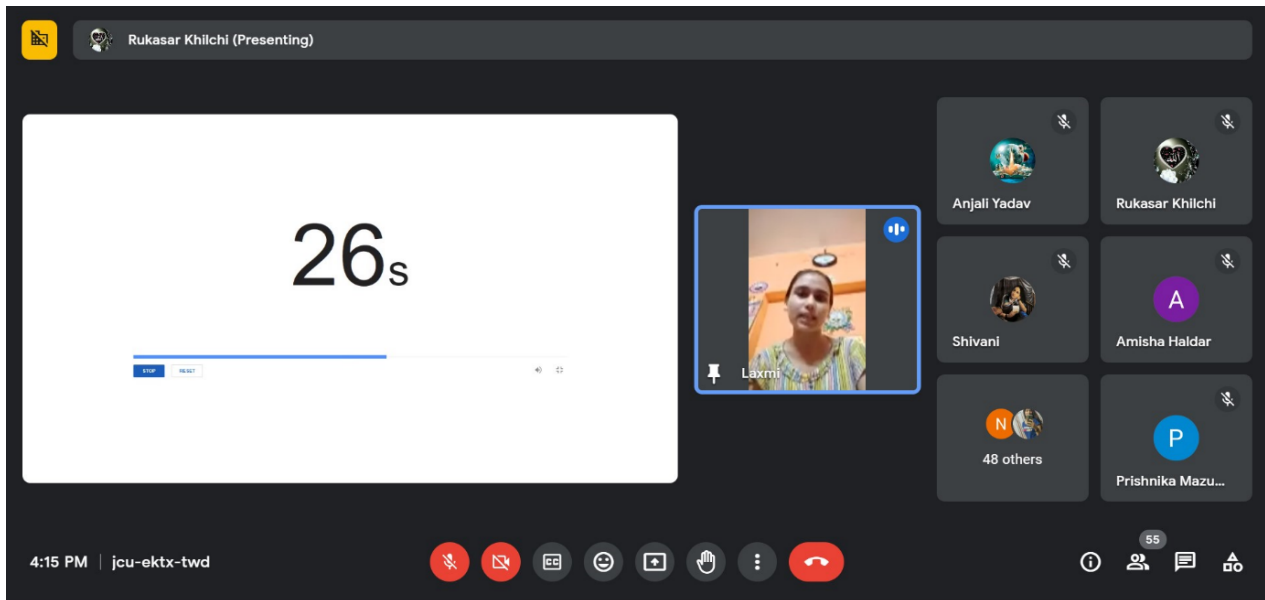 Rukasar Khilchi (Presenting)
26s
STOP RESET
Laxmi
Anjali Yadav
Rukasar Khilchi
Shivani
A
Amisha Haldar
N
48 others
P
Prishnika Mazu...
4:15 PM | jcu-ektx-twd
CC
55